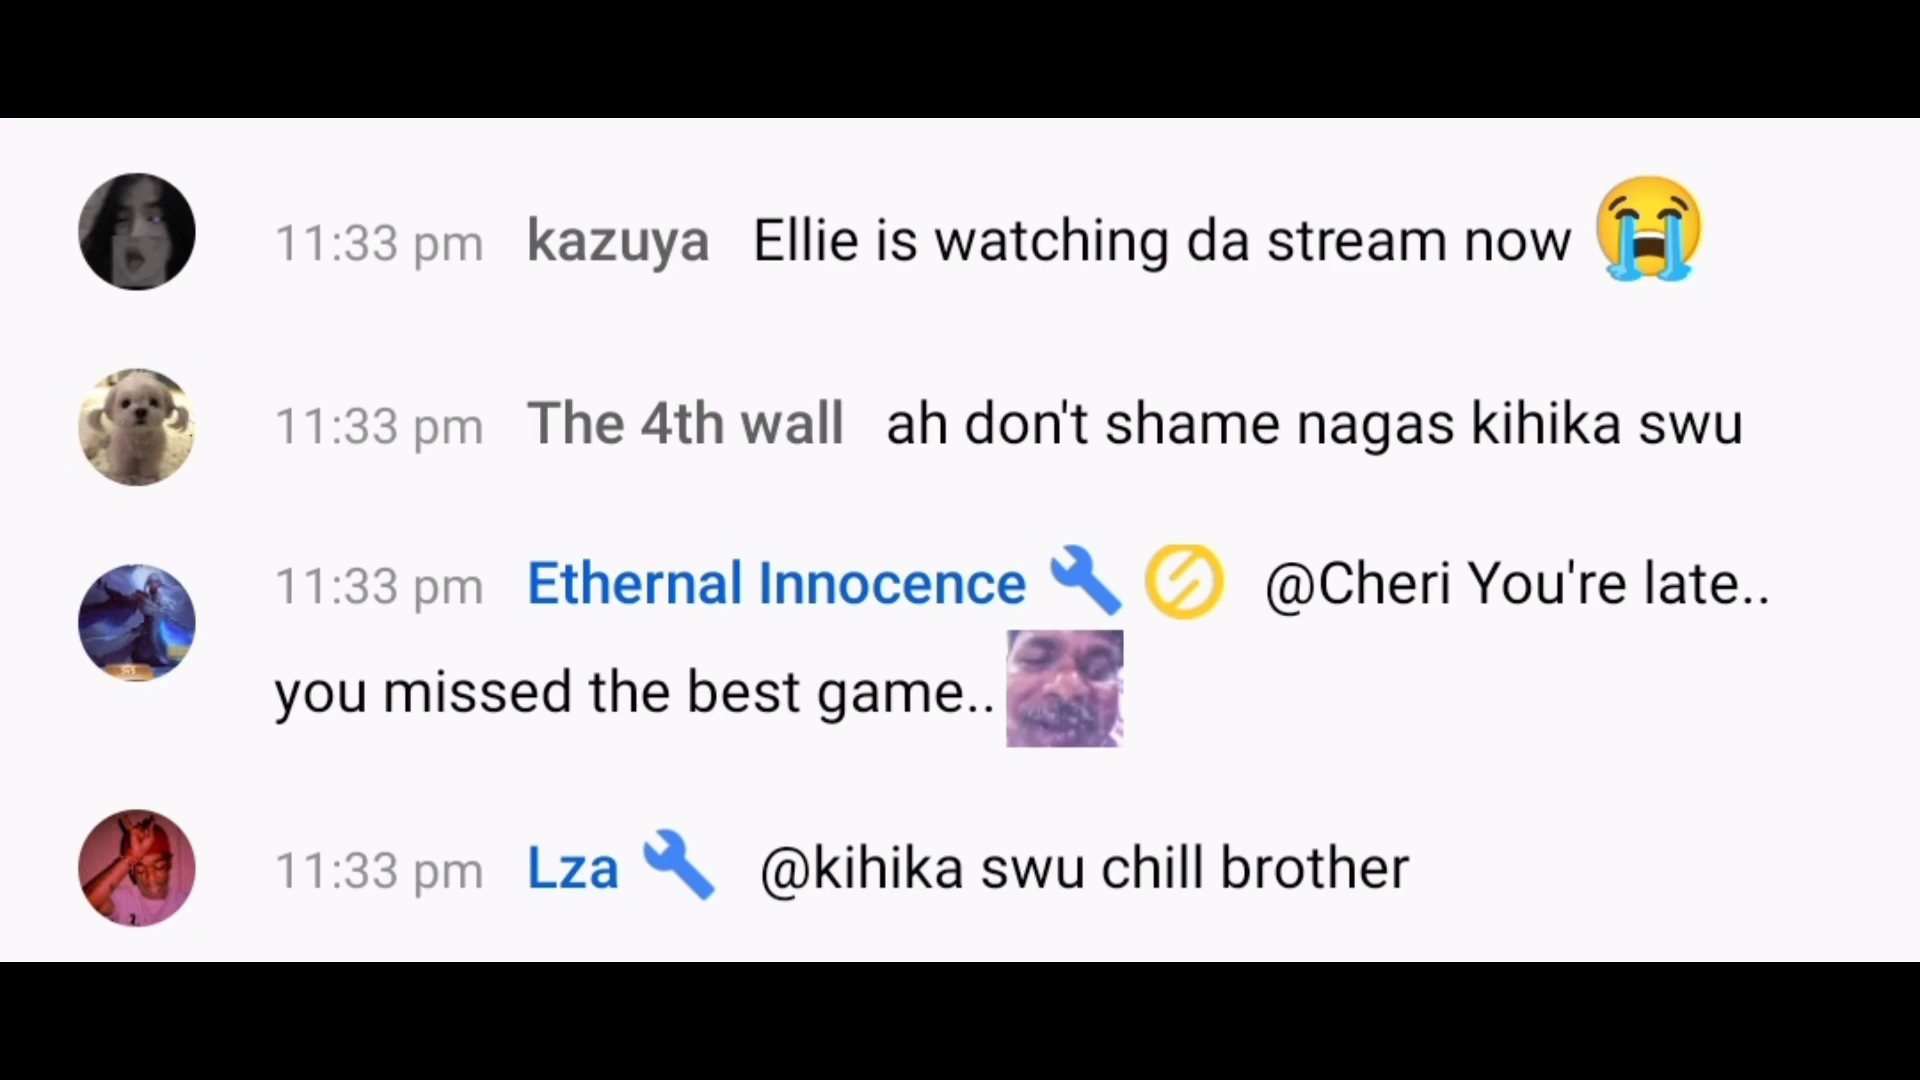 11:33 pm kazuya Ellie is watching da stream now 😭
11:33 pm The 4th wall ah don't shame nagas kihika swu
11:33 pm Ethernal Innocence @Cheri You're late..
you missed the best game..
11:33 pm Lza @kihika swu chill brother